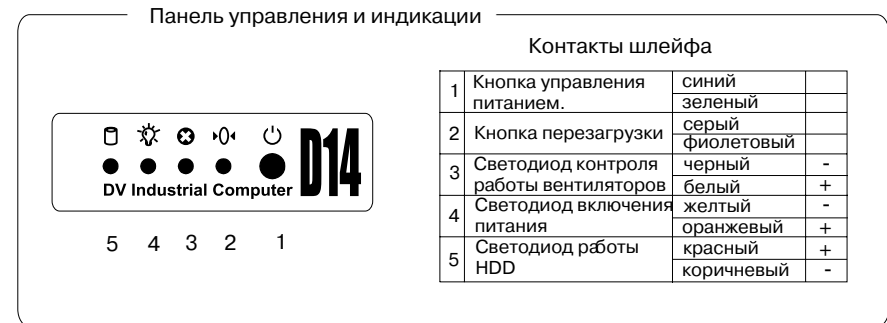 Панель управления и индикации
Контакты шлейфа
1 Кнопка управления питанием. синий
зеленый
2 Кнопка перезагрузки серый
фиолетовый
3 Светодиод контроля работы вентиляторов черный -
белый +
4 Светодиод включения питания желтый -
оранжевый +
5 Светодиод работы HDD красный +
коричневый -
D14
DV Industrial Computer
5 4 3 2 1